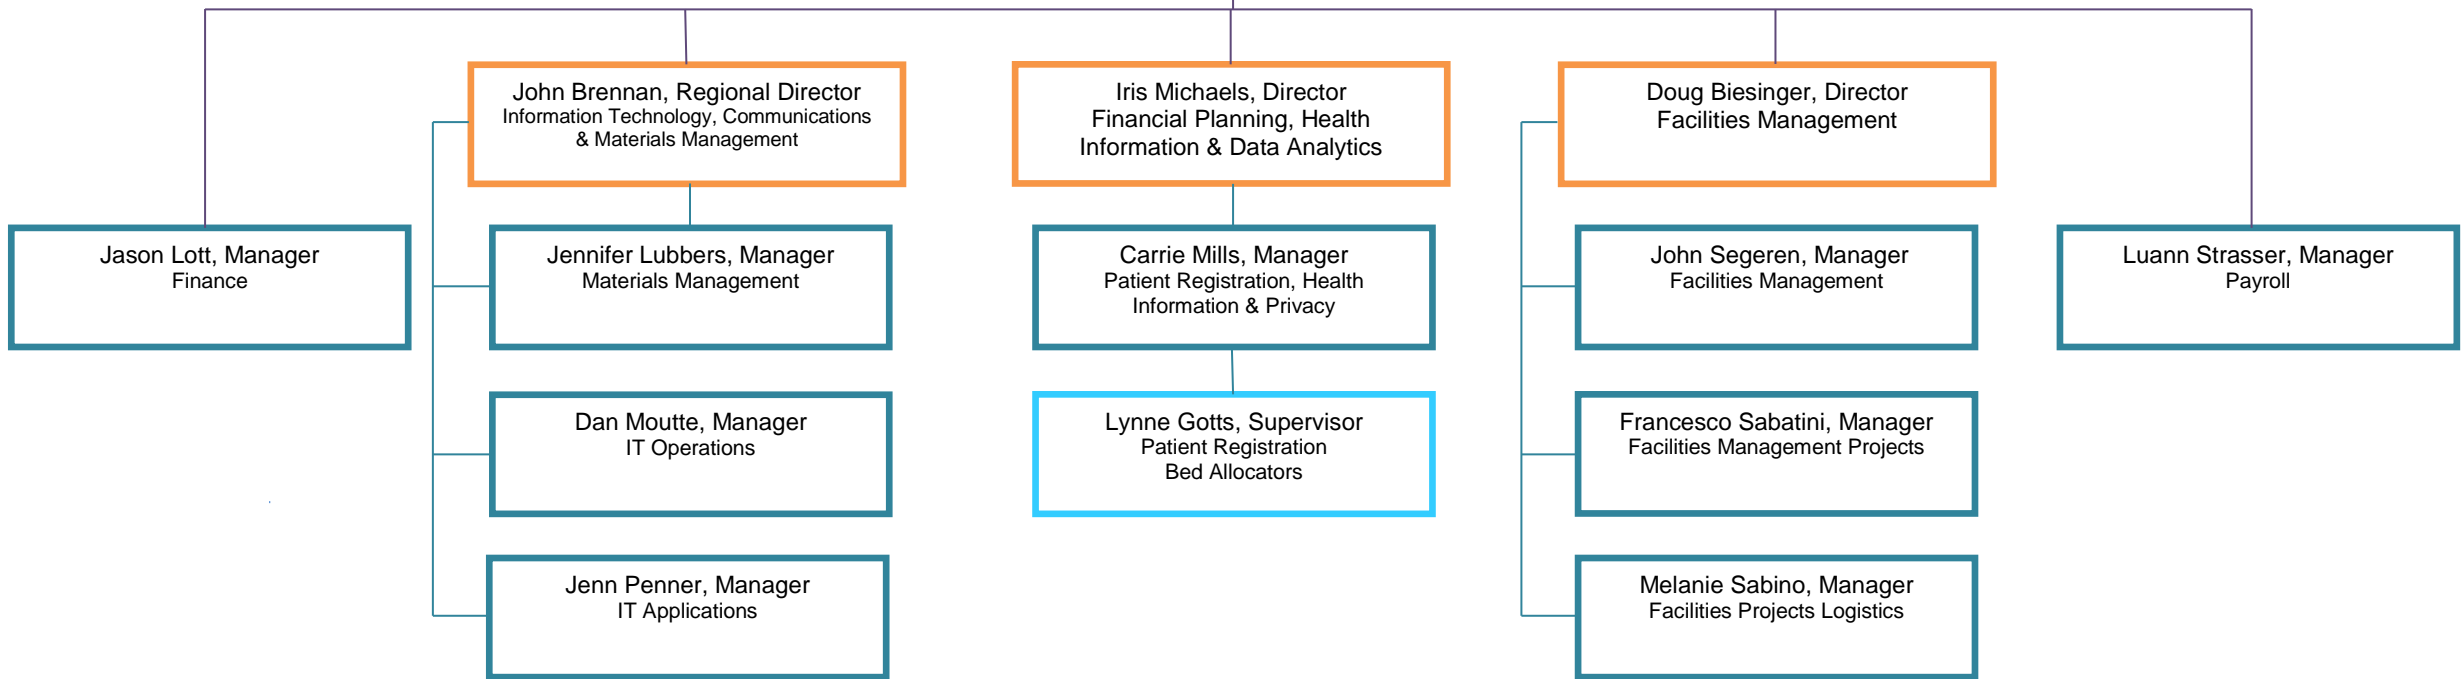 John Brennan, Regional Director
Information Technology, Communications
& Materials Management
Iris Michaels, Director
Financial Planning, Health
Information & Data Analytics
Doug Biesinger, Director
Facilities Management
Jason Lott, Manager
Finance
Jennifer Lubbers, Manager
Materials Management
Carrie Mills, Manager
Patient Registration, Health
Information & Privacy
John Segeren, Manager
Facilities Management
Luann Strasser, Manager
Payroll
Dan Moutte, Manager
IT Operations
Lynne Gotts, Supervisor
Patient Registration
Bed Allocators
Francesco Sabatini, Manager
Facilities Management Projects
Jenn Penner, Manager
IT Applications
Melanie Sabino, Manager
Facilities Projects Logistics